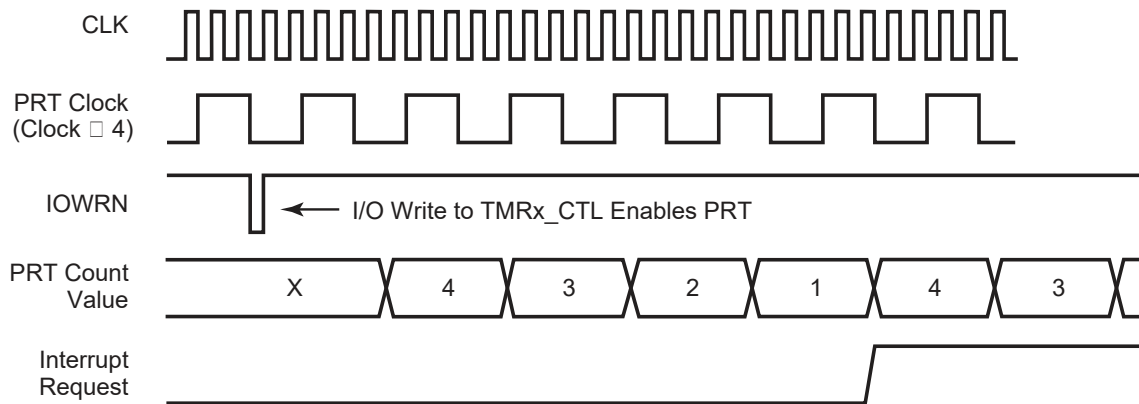 CLK
PRT Clock
(Clock □ 4)
IOWRN
I/O Write to TMRx_CTL Enables PRT
PRT Count
Value
X 4 3 2 1 4 3
Interrupt
Request